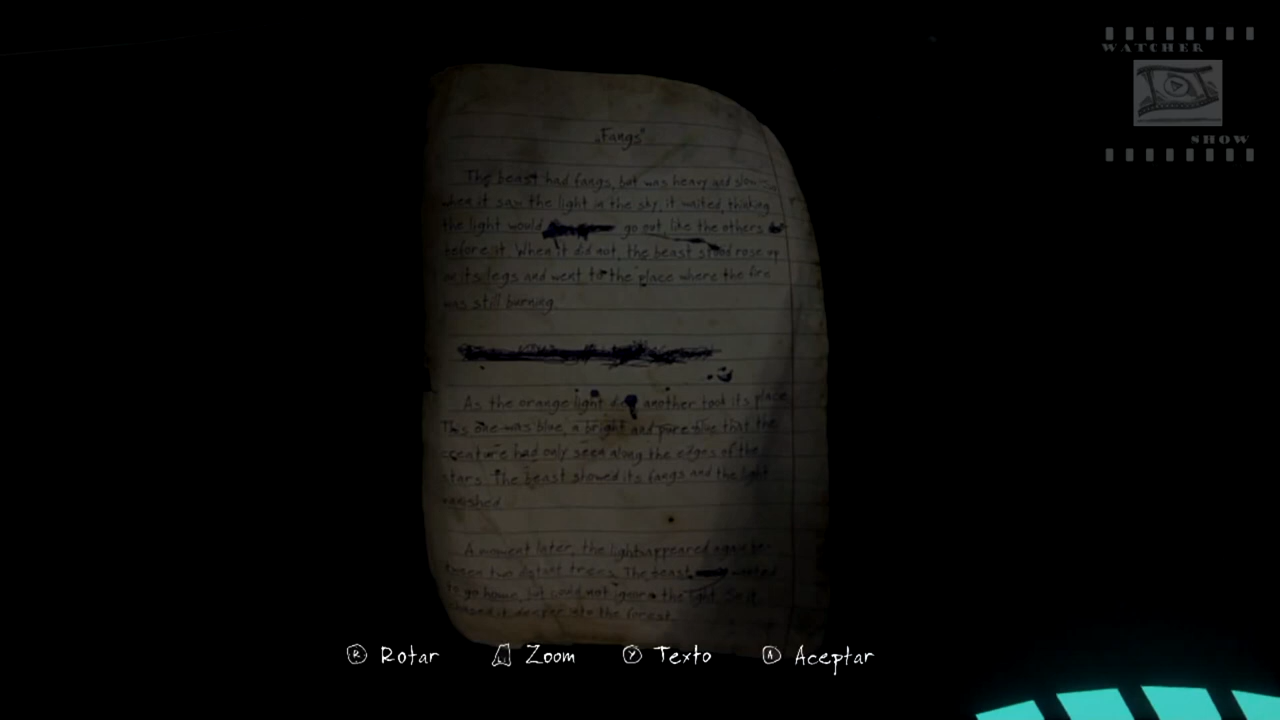 WATCHER
SHOW
„Fangs"
The beast had fangs, but was heavy and slow—
when it saw the light in the sky, it waited, thinking
the light would go out, like the others
before it. When it did not, the beast stood rose up
on its legs and went to the place where the fire
was still burning.
As the orange light died another took its place
This one was blue, a bright and pure blue that the
creature had only seen along the edges of the
stars. The beast showed its fangs and the light
vanished
A moment later, the light appeared again be-
tween two distant trees. The beast wanted
to go home, but could not ignore the light. So it
chased it deeper into the forest
R Rotar
Zoom
Y Texto
A Aceptar